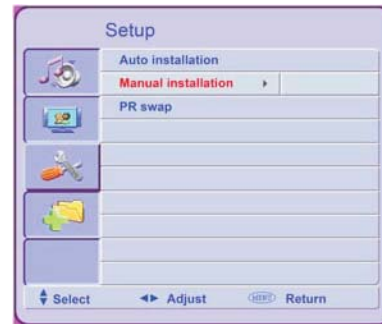 Setup
Auto installation
Manual installation
PR swap
Select Adjust MENU Return